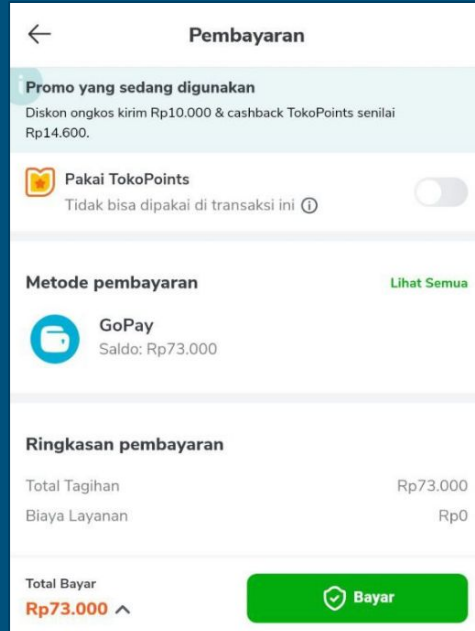 Pembayaran
Promo yang sedang digunakan
Diskon ongkos kirim Rp10.000 & cashback TokoPoints senilai
Rp14.600.
Pakai TokoPoints
Tidak bisa dipakai di transaksi ini
Metode pembayaran Lihat Semua
GoPay
Saldo: Rp73.000
Ringkasan pembayaran
Total Tagihan Rp73.000
Biaya Layanan Rp0
Total Bayar
Rp73.000
Bayar